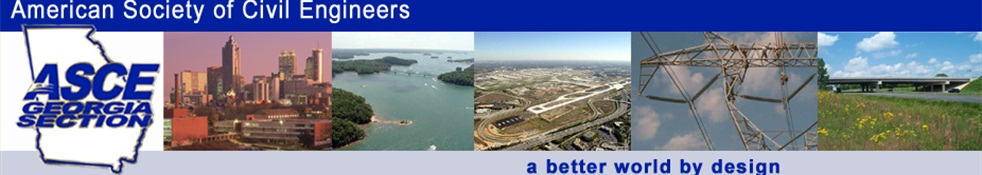 American Society of Civil Engineers
ASCE
GEORGIA
SECTION
a better world by design